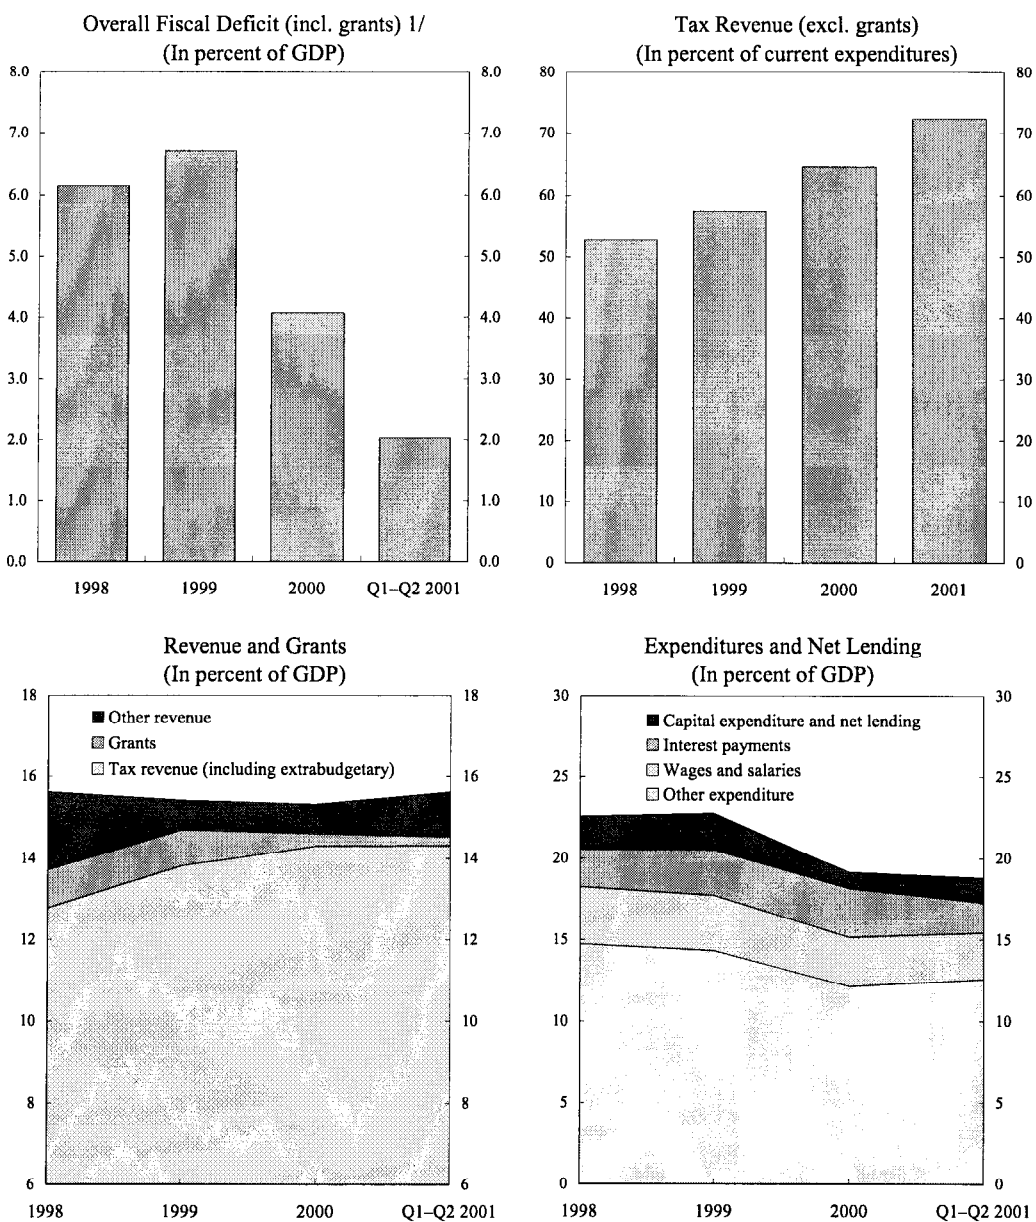 Overall Fiscal Deficit (incl. grants) 1/
(In percent of GDP)
8.0 8.0
7.0 7.0
6.0 6.0
5.0 5.0
4.0 4.0
3.0 3.0
2.0 2.0
1.0 1.0
0.0 0.0
1998 1999 2000 Q1–Q2 2001
Tax Revenue (excl. grants)
(In percent of current expenditures)
80 80
70 70
60 60
50 50
40 40
30 30
20 20
10 10
0 0
1998 1999 2000 2001
Revenue and Grants
(In percent of GDP)
18 18
Other revenue
Grants
Tax revenue (including extrabudgetary)
16 16
14 14
12 12
10 10
8 8
6 6
1998 1999 2000 Q1–Q2 2001
Expenditures and Net Lending
(In percent of GDP)
30 30
Capital expenditure and net lending
Interest payments
Wages and salaries
Other expenditure
25 25
20 20
15 15
10 10
5 5
0 0
1998 1999 2000 Q1–Q2 2001